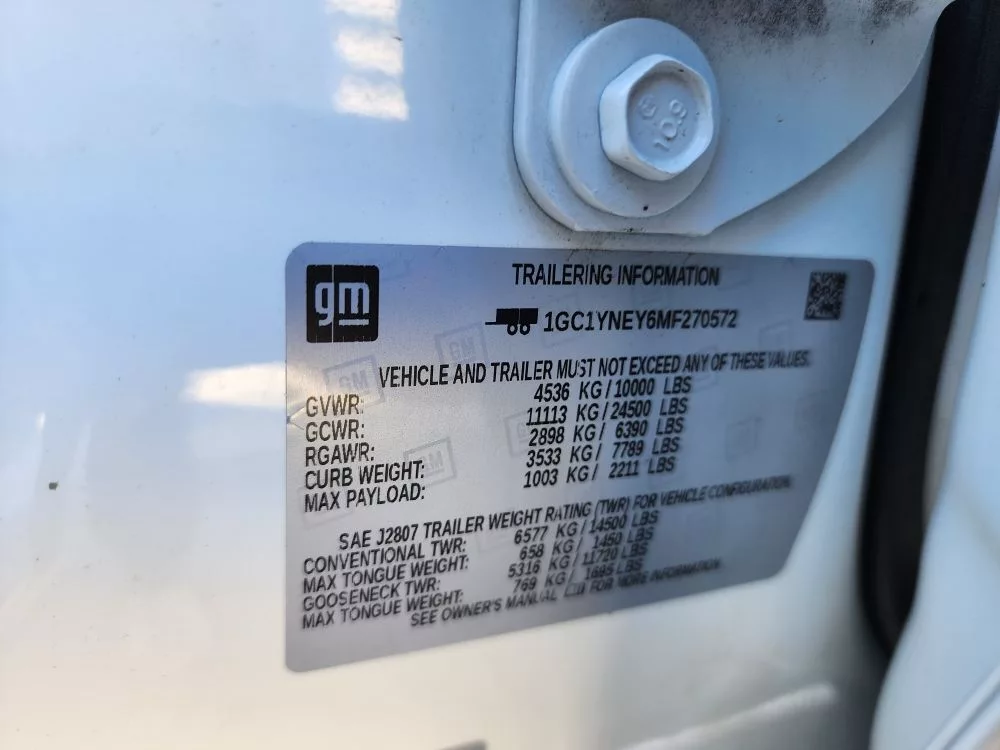 10.9
gm
TRAILERING INFORMATION
1GC1YNEY6MF270572
VEHICLE AND TRAILER MUST NOT EXCEED ANY OF THESE VALUES.
GVWR: 4536 KG/10000 LBS
GCWR: 11113 KG/24500 LBS
RGAWR: 2898 KG/ 6390 LBS
CURB WEIGHT: 3533 KG/ 7789 LBS
MAX PAYLOAD: 1003 KG/ 2211 LBS
SAE J2807 TRAILER WEIGHT RATING (TWR) FOR VEHICLE CONFIGURATION.
CONVENTIONAL TWR: 6577 KG/14500 LBS
MAX TONGUE WEIGHT: 658 KG/ 1450 LBS
GOOSENECK TWR: 5316 KG/11720 LBS
MAX TONGUE WEIGHT: 769 KG/ 1695 LBS
SEE OWNER'S MANUAL FOR MORE INFORMATION